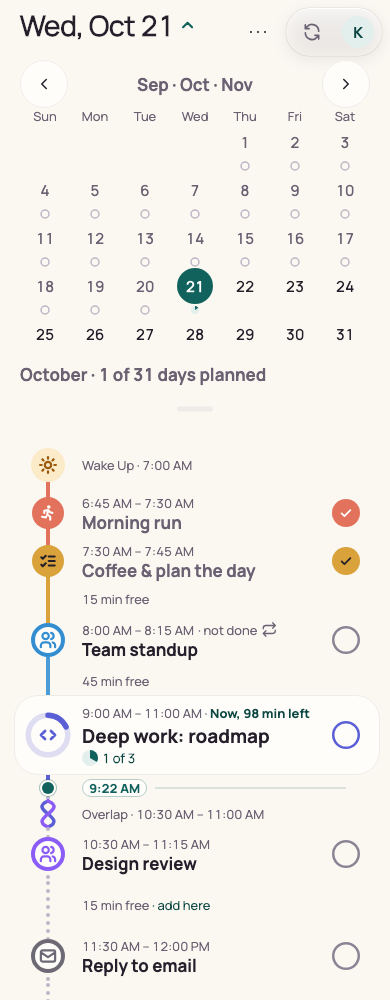 Wed, Oct 21
...
K
Sep · Oct · Nov
Sun Mon Tue Wed Thu Fri Sat
1 2 3
4 5 6 7 8 9 10
11 12 13 14 15 16 17
18 19 20 21 22 23 24
25 26 27 28 29 30 31
October · 1 of 31 days planned
Wake Up · 7:00 AM
6:45 AM – 7:30 AM
Morning run
7:30 AM – 7:45 AM
Coffee & plan the day
15 min free
8:00 AM – 8:15 AM · not done
Team standup
45 min free
9:00 AM – 11:00 AM · Now, 98 min left
Deep work: roadmap
1 of 3
9:22 AM
Overlap · 10:30 AM – 11:00 AM
10:30 AM – 11:15 AM
Design review
15 min free · add here
11:30 AM – 12:00 PM
Reply to email